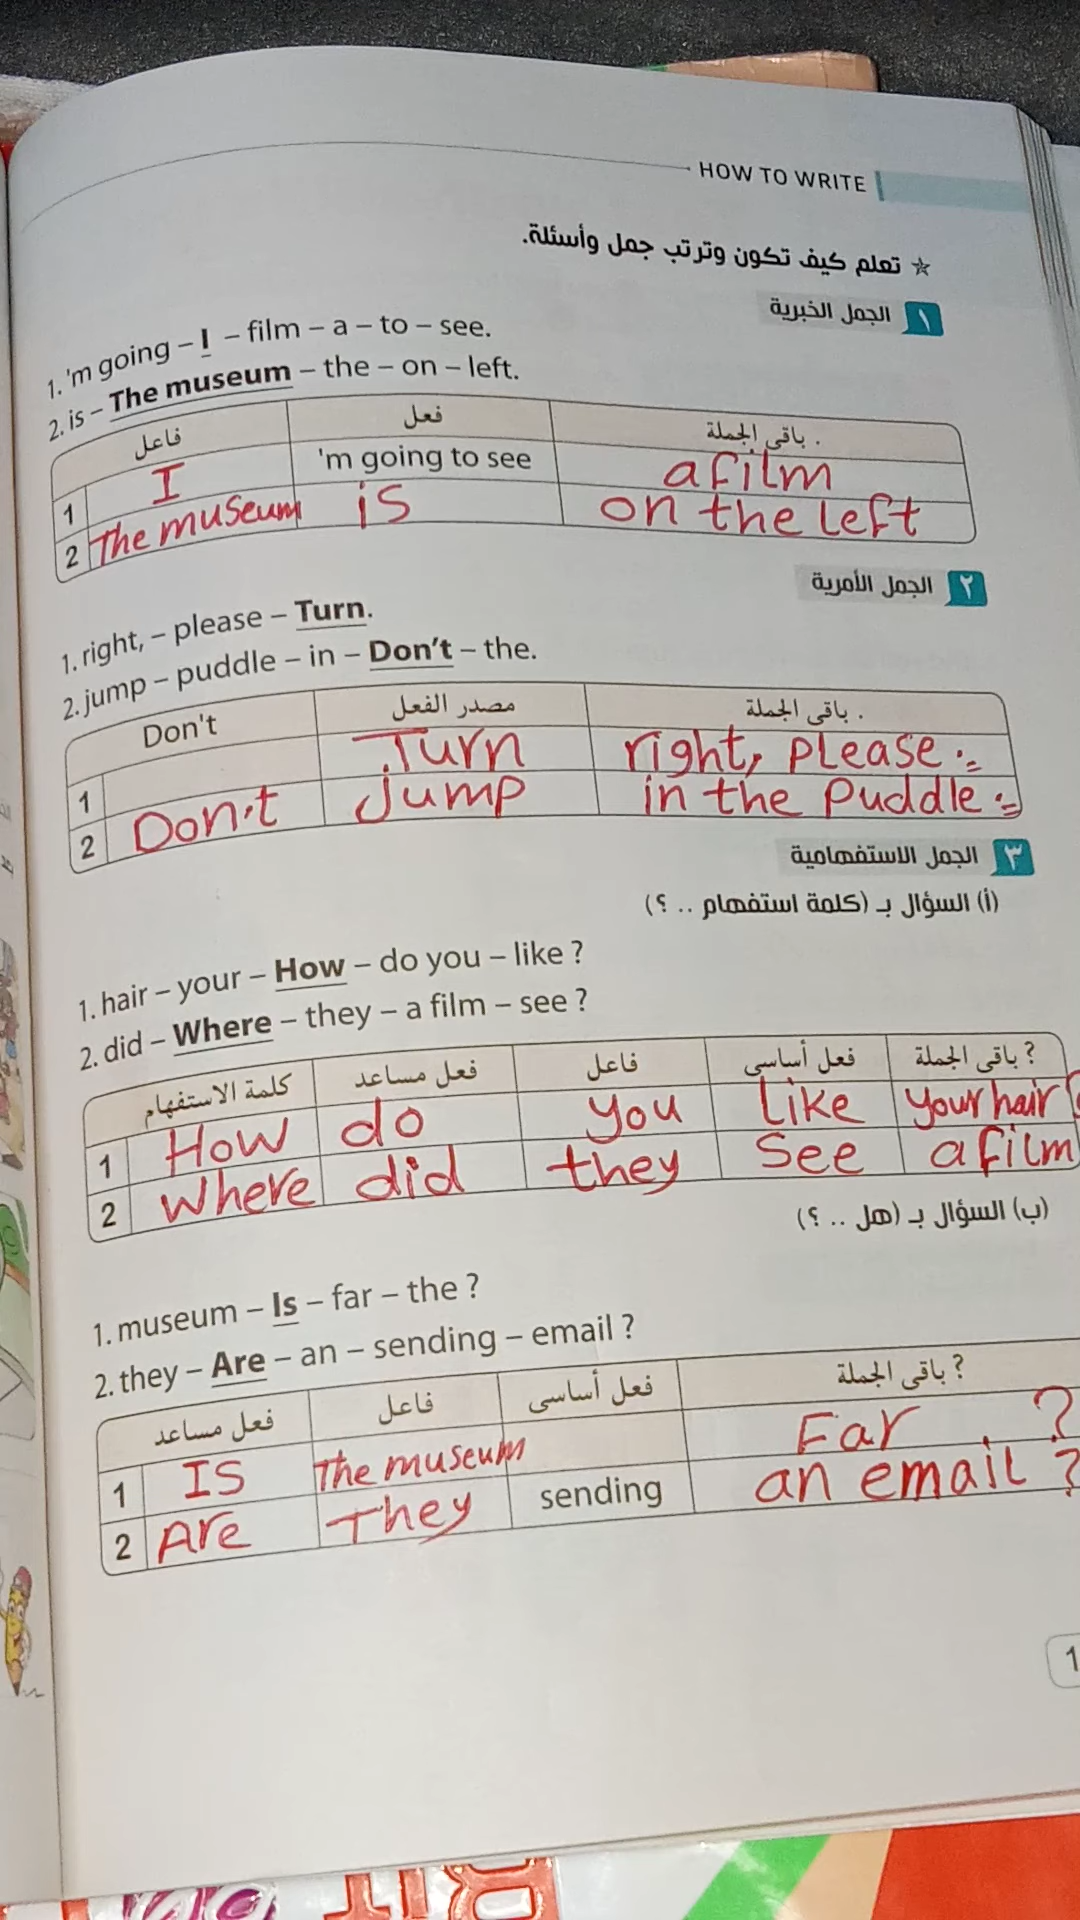 HOW TO WRITE
☆ تعلم كيف تكون وترتب جمل وأسئلة.
١ الجمل الخبرية
1. 'm going – I – film – a – to – see.
2. is – The museum – the – on – left.
فاعل فعل باقى الجملة .
1 I 'm going to see a film
2 The museum is on the left
٢ الجمل الأمرية
1. right, – please – Turn.
2. jump – puddle – in – Don't – the.
Don't مصدر الفعل باقى الجملة .
1 Turn right, please.
2 Don't jump in the puddle.
٣ الجمل الاستفهامية
(أ) السؤال بـ (كلمة استفهام .. ؟)
1. hair – your – How – do you – like ?
2. did – Where – they – a film – see ?
كلمة الاستفهام فعل مساعد فاعل فعل أساسى باقى الجملة ?
1 How do you like your hair
2 Where did they see a film
(ب) السؤال بـ (هل .. ؟)
1. museum – Is – far – the ?
2. they – Are – an – sending – email ?
فعل مساعد فاعل فعل أساسى باقى الجملة ?
1 IS The museum Far ?
2 Are They sending an email ?
1